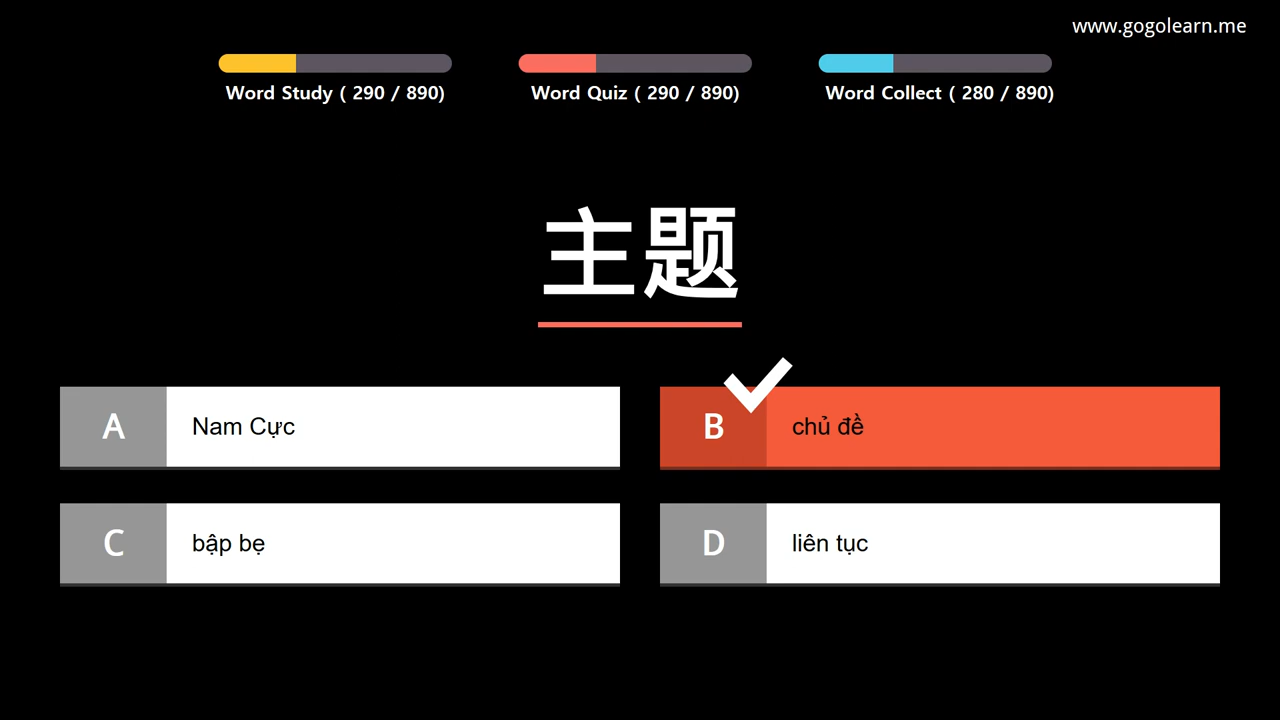 www.gogolearn.me
Word Study ( 290 / 890)
Word Quiz ( 290 / 890)
Word Collect ( 280 / 890)
主题
A Nam Cực
B chủ đề
C bập bẹ
D liên tục